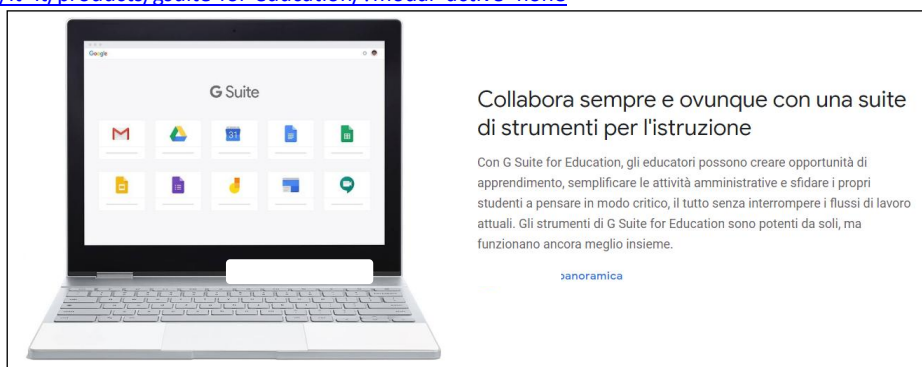 Google
G Suite
31
Collabora sempre e ovunque con una suite
di strumenti per l'istruzione
Con G Suite for Education, gli educatori possono creare opportunità di
apprendimento, semplificare le attività amministrative e sfidare i propri
studenti a pensare in modo critico, il tutto senza interrompere i flussi di lavoro
attuali. Gli strumenti di G Suite for Education sono potenti da soli, ma
funzionano ancora meglio insieme.
panoramica